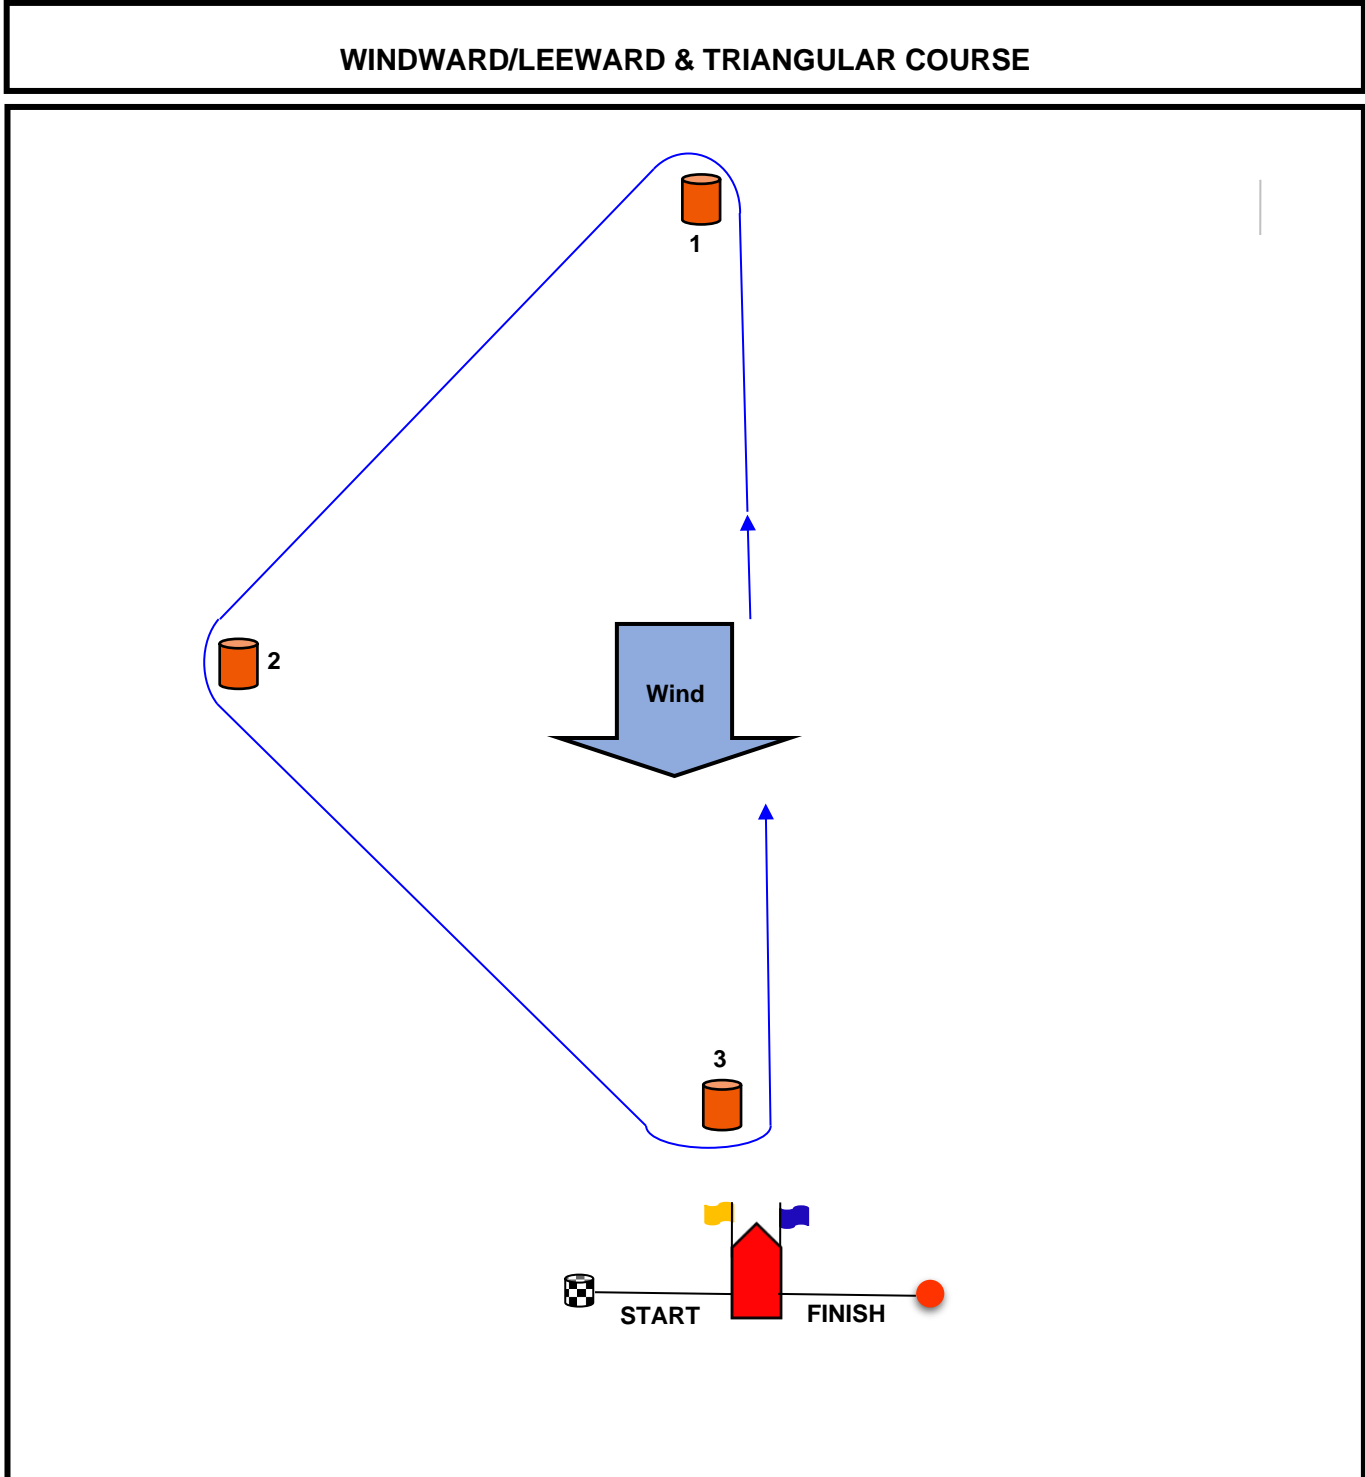 WINDWARD/LEEWARD & TRIANGULAR COURSE
1
2
Wind
3
START
FINISH